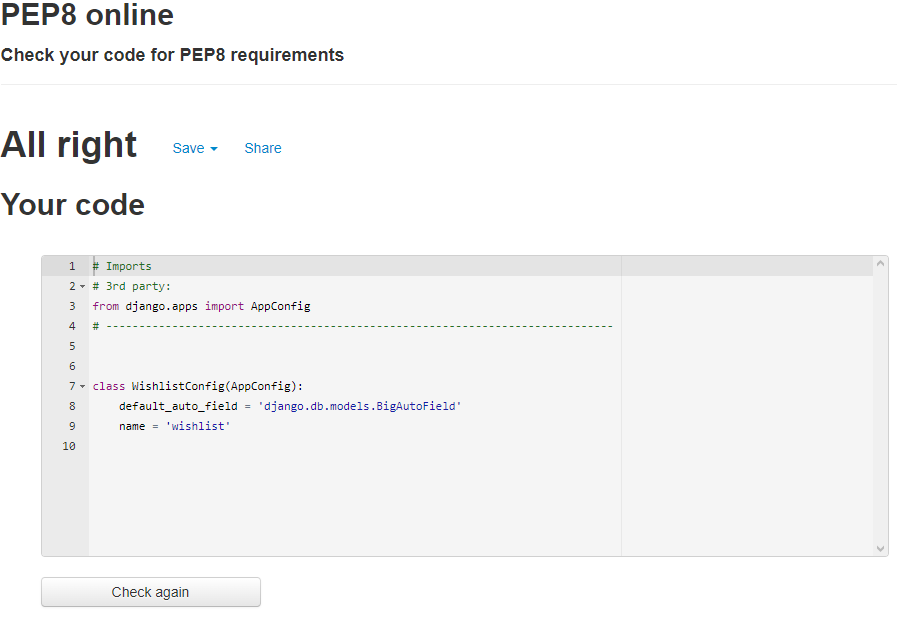 PEP8 online
Check your code for PEP8 requirements
All right Save Share
Your code
1 # Imports
2 # 3rd party:
3 from django.apps import AppConfig
4 # -----------------------------------------------------------------------------
5
6
7 class WishlistConfig(AppConfig):
8     default_auto_field = 'django.db.models.BigAutoField'
9     name = 'wishlist'
10
Check again